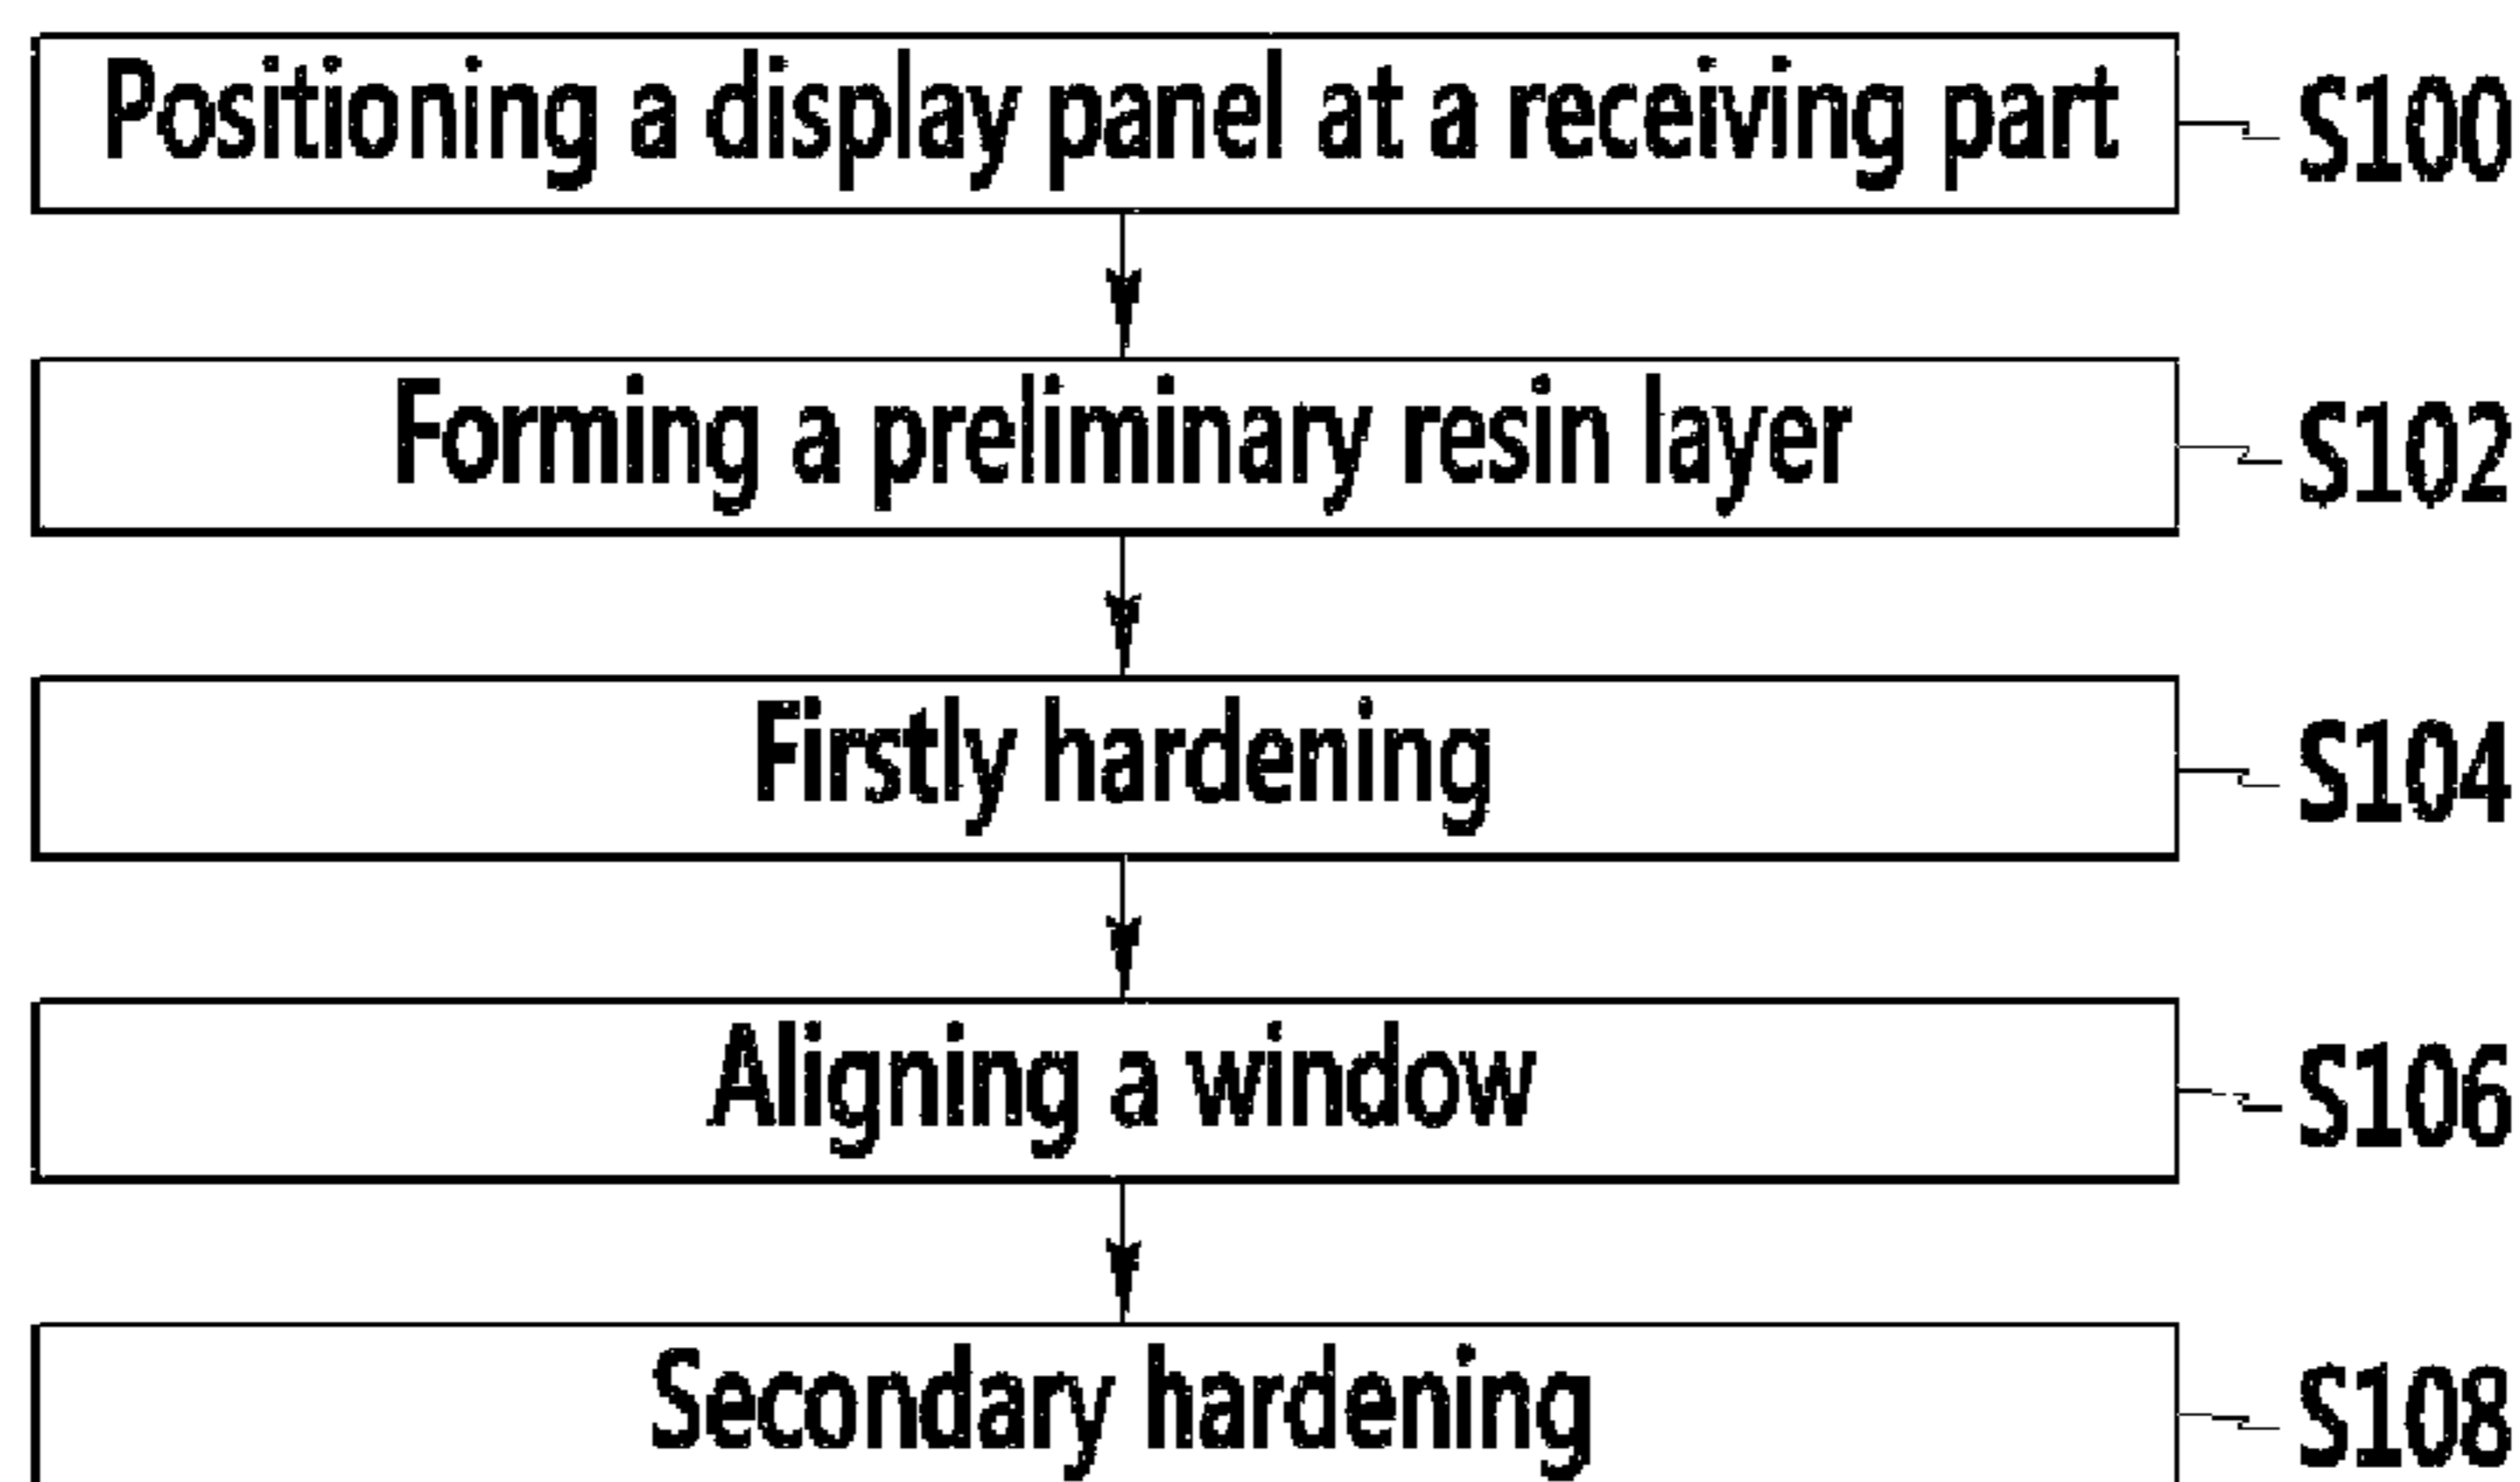 Positioning a display panel at a receiving part S100
Forming a preliminary resin layer S102
Firstly hardening S104
Aligning a window S106
Secondary hardening S108